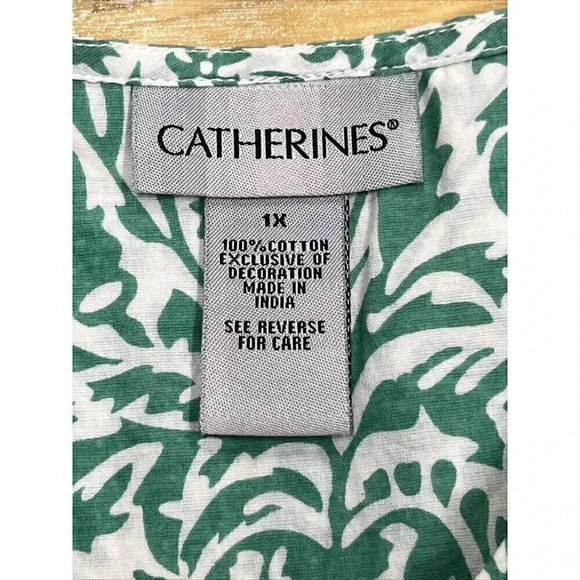 CATHERINES®
1X
100%COTTON
EXCLUSIVE OF
DECORATION
MADE IN
INDIA
SEE REVERSE
FOR CARE